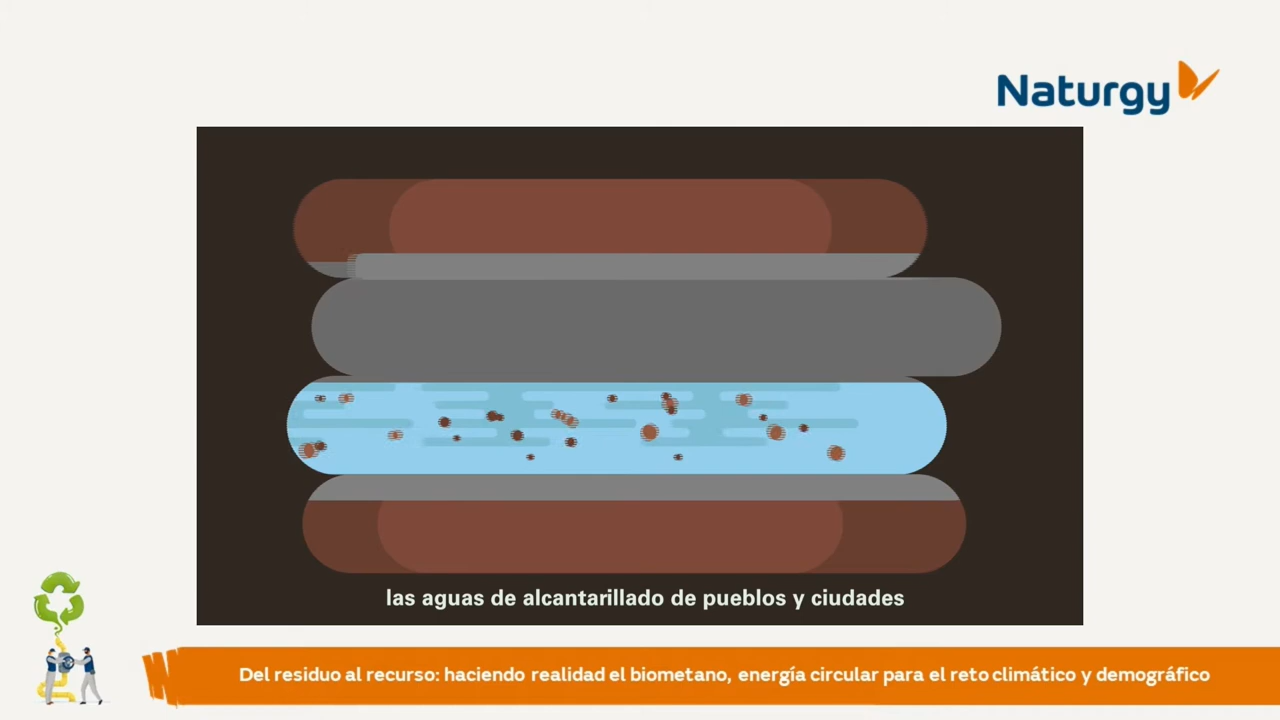 Naturgy
las aguas de alcantarillado de pueblos y ciudades
Del residuo al recurso: haciendo realidad el biometano, energía circular para el reto climático y demográfico